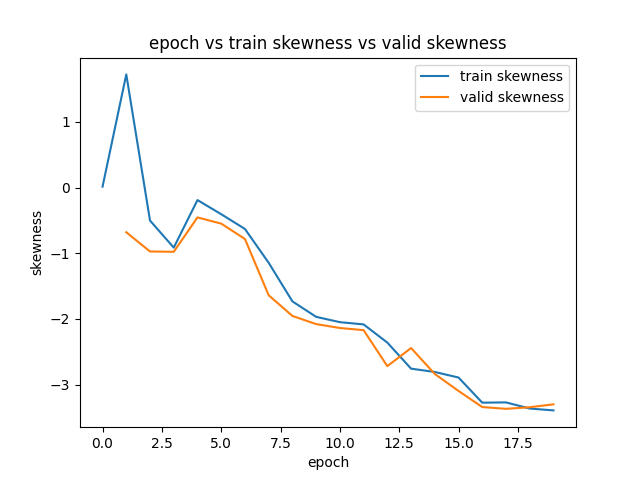 epoch vs train skewness vs valid skewness
train skewness
valid skewness
1
0
−1
−2
−3
skewness
0.0 2.5 5.0 7.5 10.0 12.5 15.0 17.5
epoch